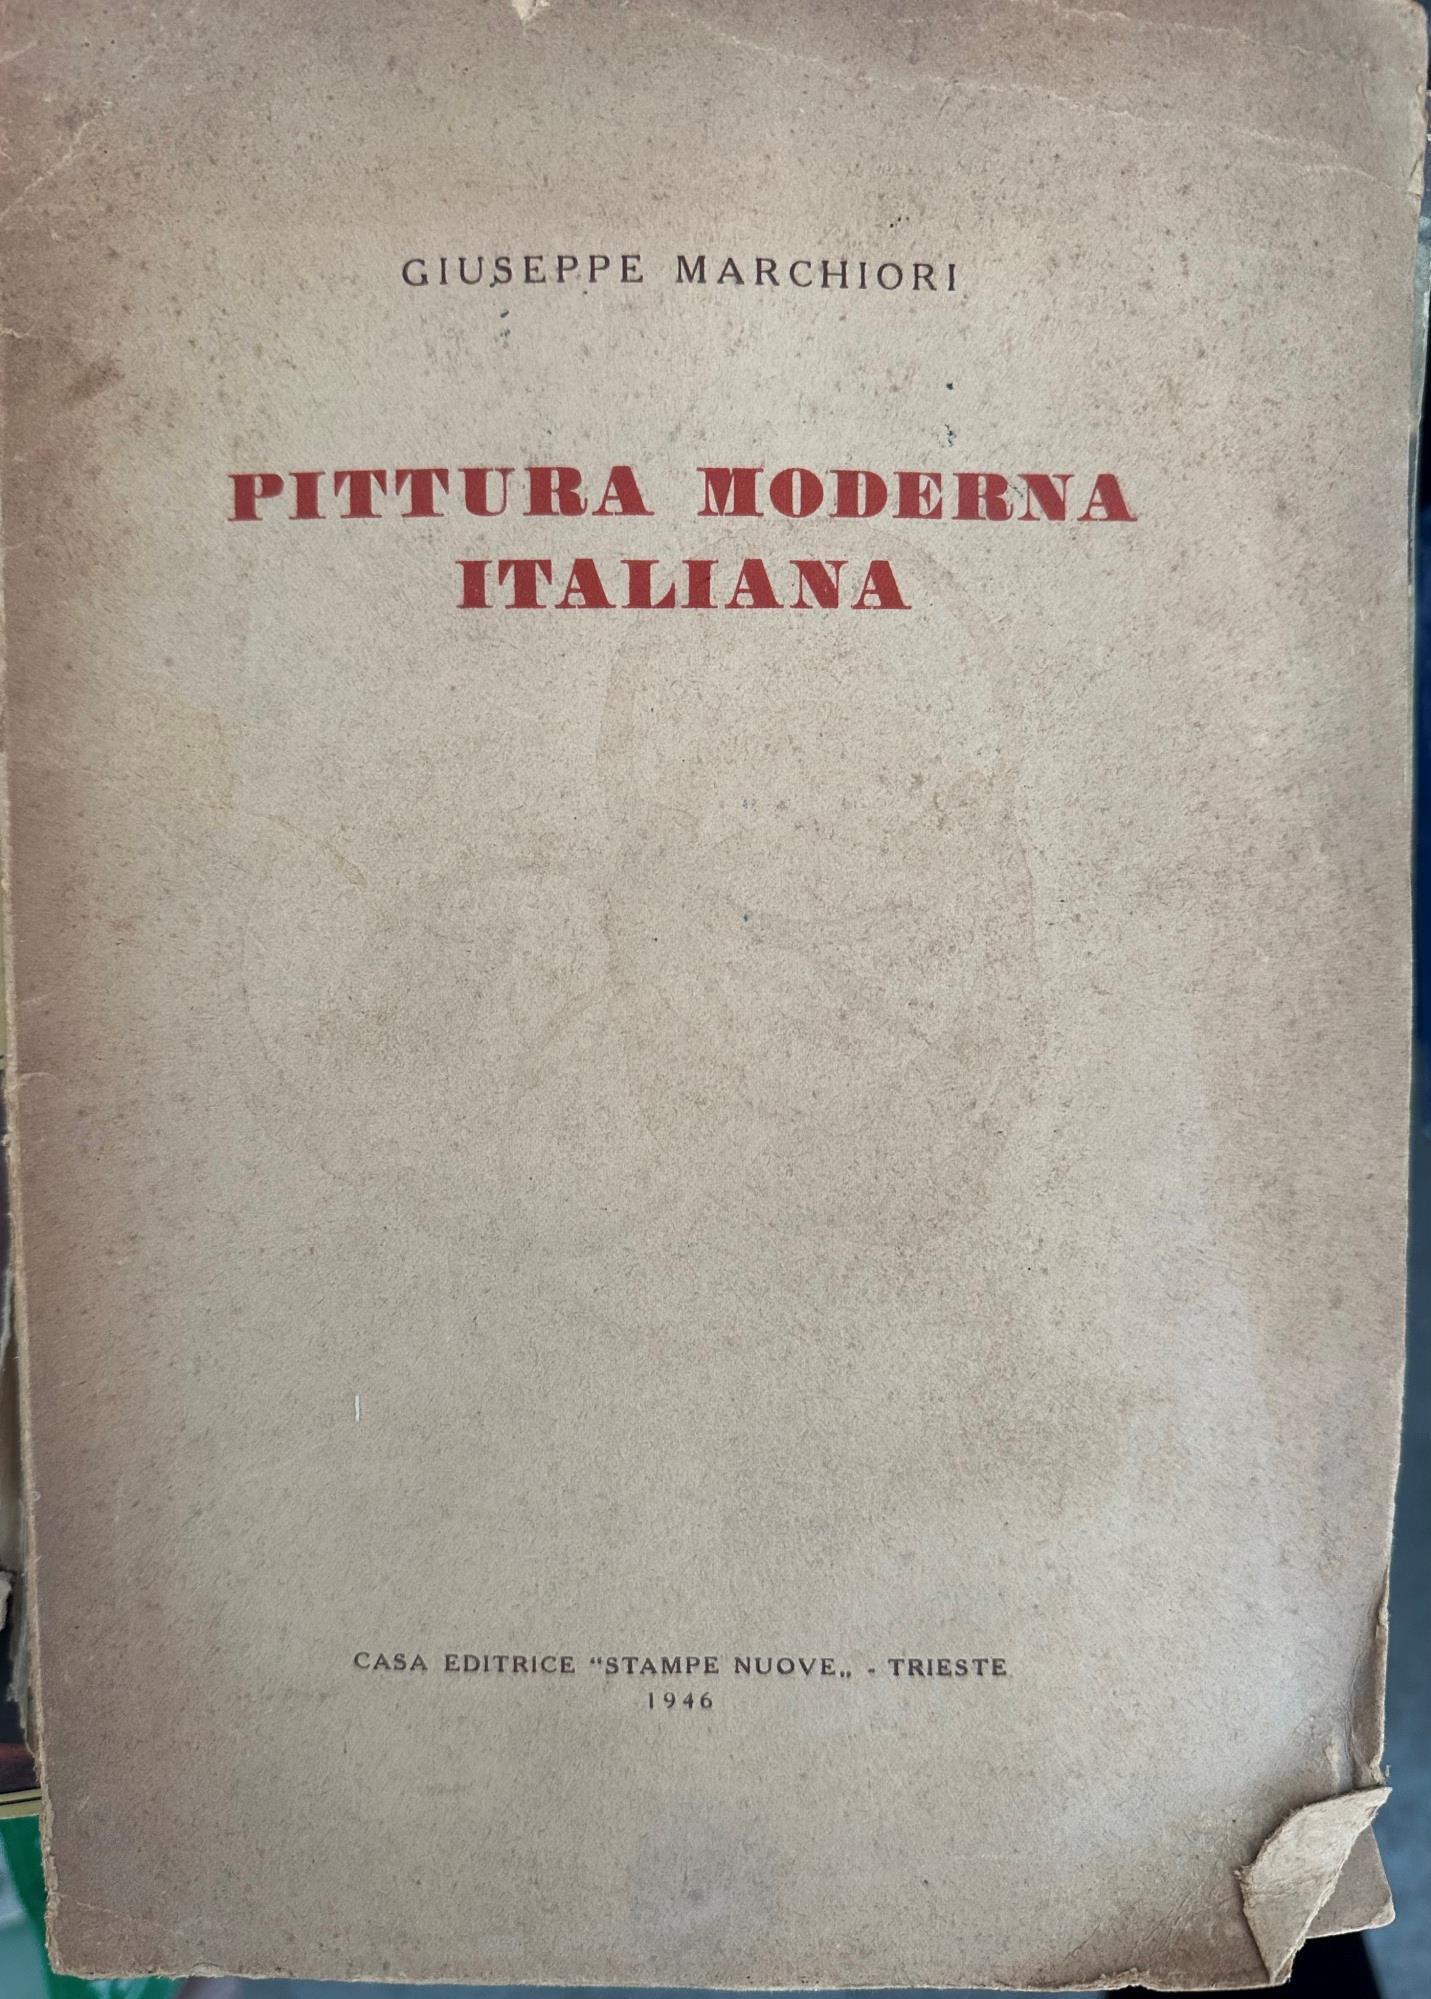 GIUSEPPE MARCHIORI
PITTURA MODERNA
ITALIANA
CASA EDITRICE “STAMPE NUOVE„ - TRIESTE
1946